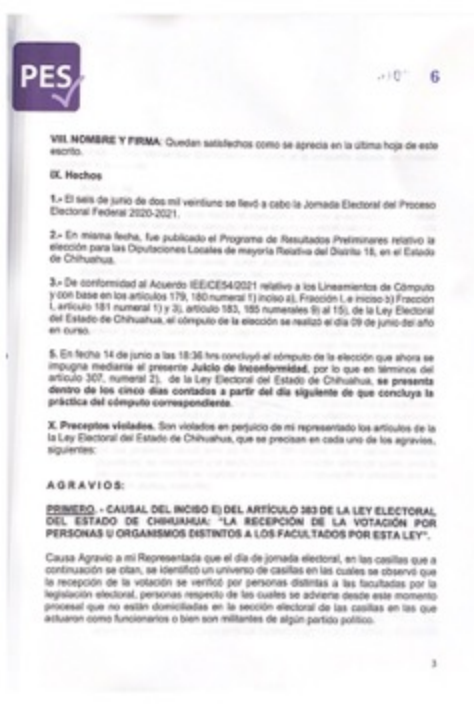 PES
6
VIII. NOMBRE Y FIRMA: Quedan satisfechos como se aprecia en la última hoja de este
escrito.
IX. Hechos
1.- El seis de junio de dos mil veintiuno se llevó a cabo la Jornada Electoral del Proceso
Electoral Federal 2020-2021.
2.- En misma fecha, fue publicado el Programa de Resultados Preliminares relativo la
elección para las Diputaciones Locales de mayoría Relativa del Distrito 18, en el Estado
de Chihuahua.
3.- De conformidad al Acuerdo IEE/CE54/2021 relativo a los Lineamientos de Cómputo
y con base en los artículos 179, 180 numeral 1) inciso a), Fracción I, e inciso b) Fracción
I, artículo 181 numeral 1) y 3), artículo 183, 185 numerales 9) al 15), de la Ley Electoral
del Estado de Chihuahua, el cómputo de la elección se realizó el día 09 de junio del año
en curso.
5. En fecha 14 de junio a las 18:36 hrs concluyó el cómputo de la elección que ahora se
impugna mediante el presente Juicio de Inconformidad, por lo que en términos del
artículo 307, numeral 2), de la Ley Electoral del Estado de Chihuahua, se presenta
dentro de los cinco días contados a partir del día siguiente de que concluya la
práctica del cómputo correspondiente.
X. Preceptos violados. Son violados en perjuicio de mi representado los artículos de la
la Ley Electoral del Estado de Chihuahua, que se precisan en cada uno de los agravios,
siguientes:
AGRAVIOS:
PRIMERO. - CAUSAL DEL INCISO E) DEL ARTÍCULO 383 DE LA LEY ELECTORAL
DEL ESTADO DE CHIHUAHUA: "LA RECEPCIÓN DE LA VOTACIÓN POR
PERSONAS U ORGANISMOS DISTINTOS A LOS FACULTADOS POR ESTA LEY".
Causa Agravio a mi Representada que el día de jornada electoral, en las casillas que a
continuación se citan, se identificó un universo de casillas en las cuales se observó que
la recepción de la votación se verificó por personas distintas a las facultadas por la
legislación electoral, personas respecto de las cuales se advierte desde este momento
procesal que no están domiciliadas en la sección electoral de las casillas en las que
actuaron como funcionarios o bien son militantes de algún partido político.
3